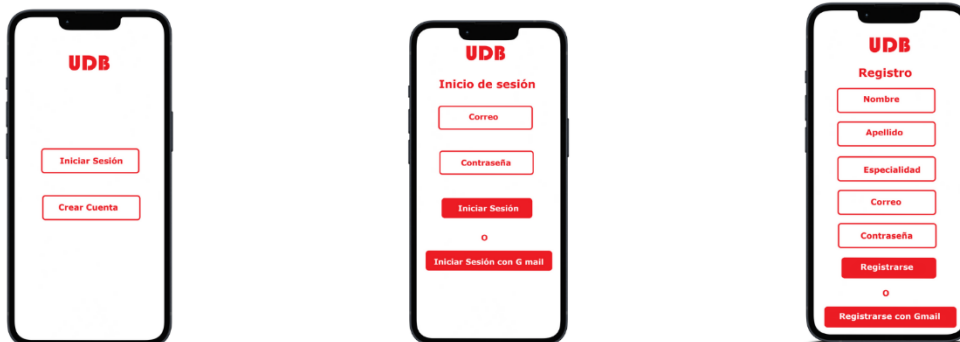 UDB
Iniciar Sesión
Crear Cuenta
UDB
Inicio de sesión
Correo
Contraseña
Iniciar Sesión
O
Iniciar Sesión con G mail
UDB
Registro
Nombre
Apellido
Especialidad
Correo
Contraseña
Registrarse
O
Registrarse con Gmail